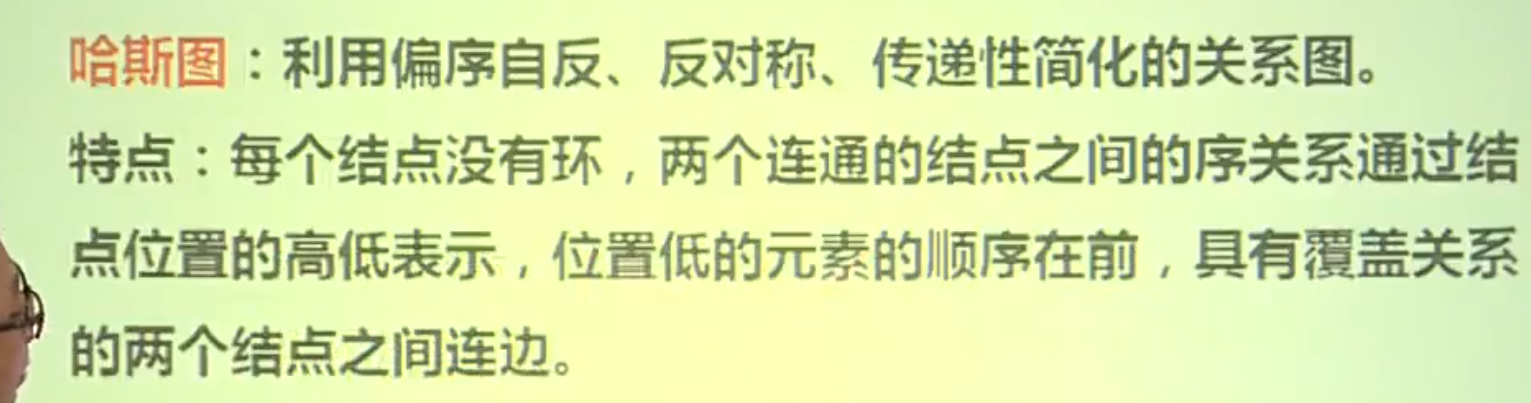 哈斯图：利用偏序自反、反对称、传递性简化的关系图。
特点：每个结点没有环，两个连通的结点之间的序关系通过结
点位置的高低表示，位置低的元素的顺序在前，具有覆盖关系
的两个结点之间连边。